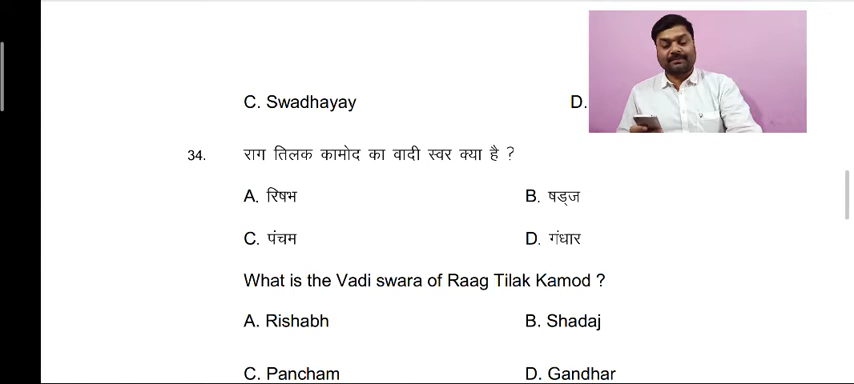 C. Swadhayay D.
34. राग तिलक कामोद का वादी स्वर क्या है ?
A. रिषभ B. षड्ज
C. पंचम D. गंधार
What is the Vadi swara of Raag Tilak Kamod ?
A. Rishabh B. Shadaj
C. Pancham D. Gandhar